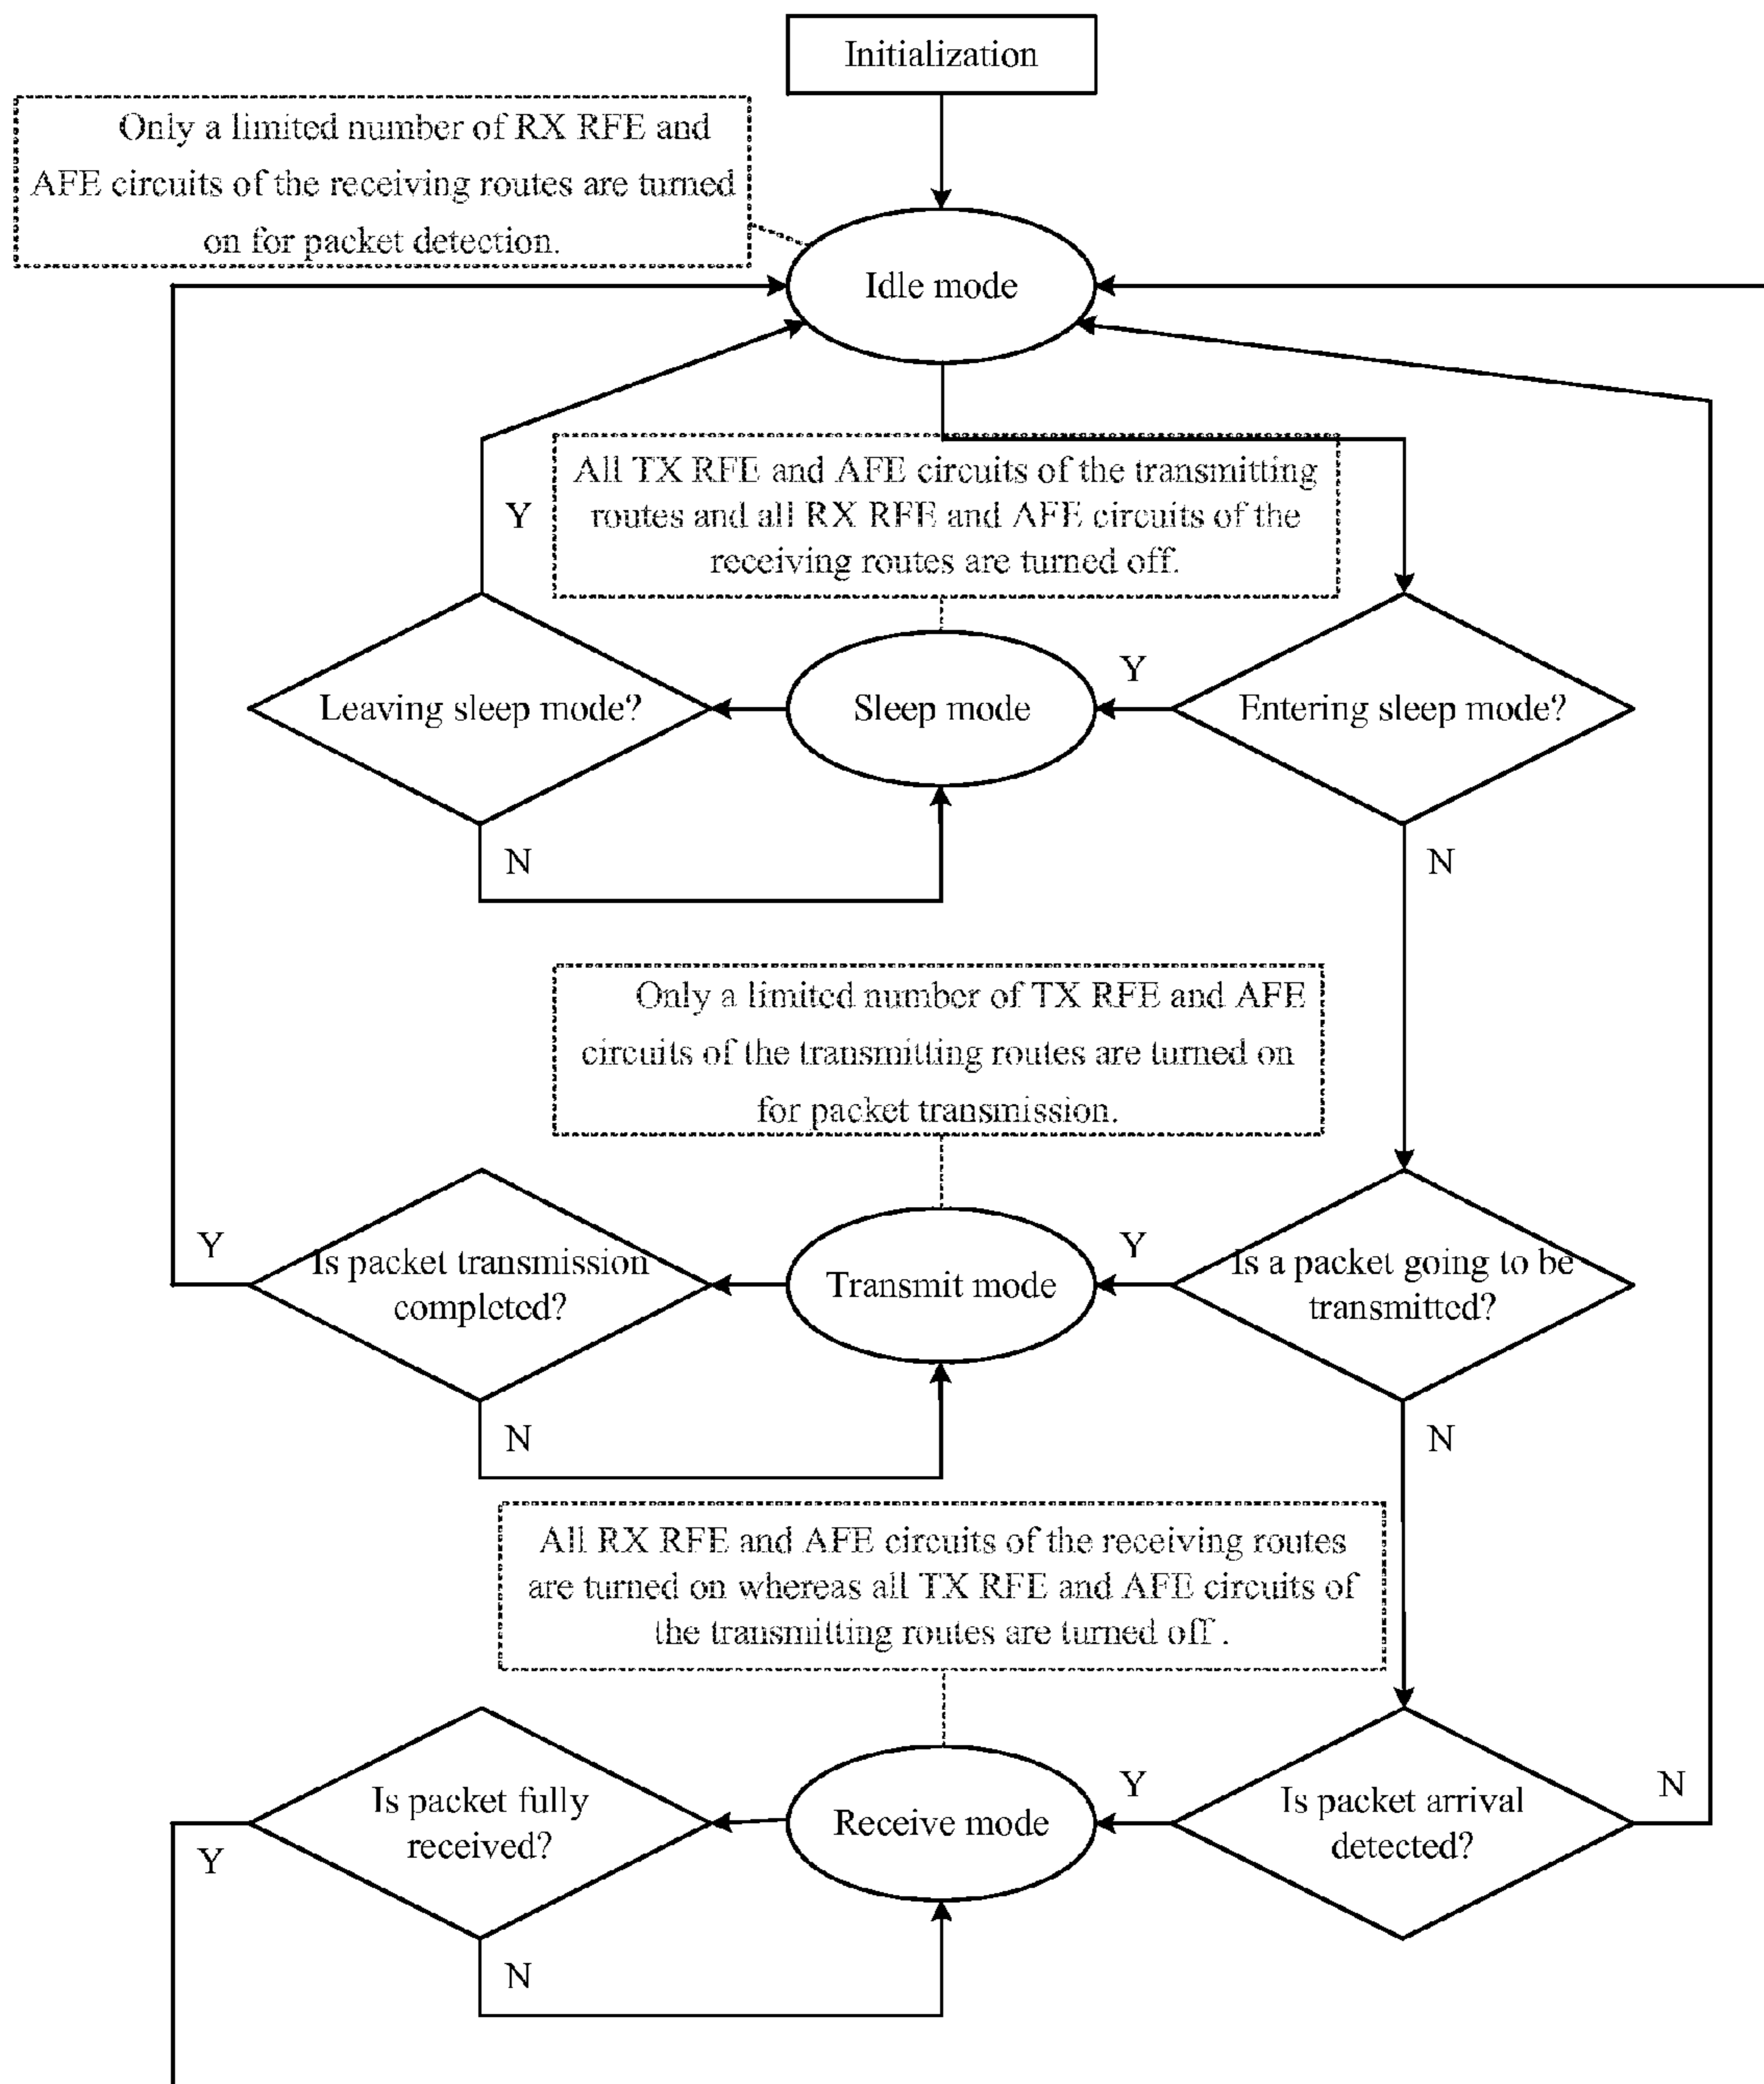 Initialization
Only a limited number of RX RFE and
AFE circuits of the receiving routes are turned
on for packet detection.
Idle mode
All TX RFE and AFE circuits of the transmitting
routes and all RX RFE and AFE circuits of the
receiving routes are turned off.
Y
Leaving sleep mode?
Sleep mode
Y
Entering sleep mode?
N
N
Only a limited number of TX RFE and AFE
circuits of the transmitting routes are turned on
for packet transmission.
Y
Is packet transmission
completed?
Transmit mode
Y
Is a packet going to be
transmitted?
N
N
All RX RFE and AFE circuits of the receiving routes
are turned on whereas all TX RFE and AFE circuits of
the transmitting routes are turned off .
Y
Is packet fully
received?
Receive mode
Y
Is packet arrival
detected?
N
N